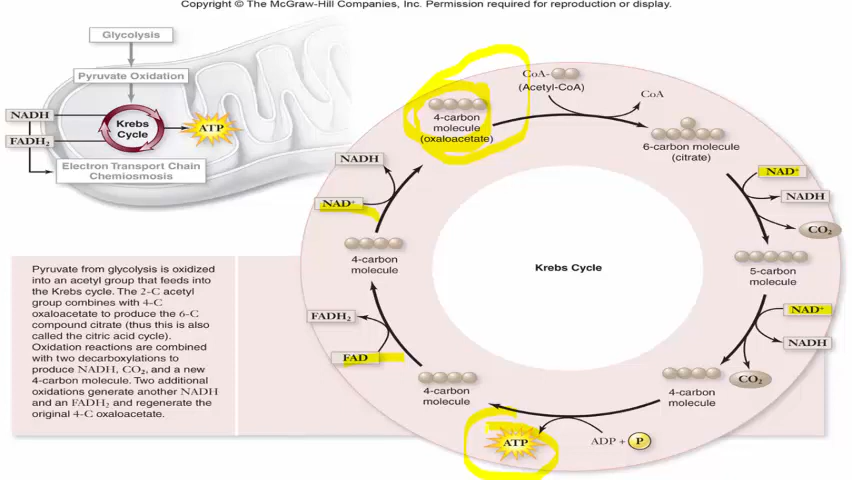 Copyright © The McGraw-Hill Companies, Inc. Permission required for reproduction or display.
Glycolysis
Pyruvate Oxidation
NADH
FADH₂
Krebs
Cycle
ATP
Electron Transport Chain
Chemiosmosis
Pyruvate from glycolysis is oxidized
into an acetyl group that feeds into
the Krebs cycle. The 2-C acetyl
group combines with 4-C
oxaloacetate to produce the 6-C
compound citrate (thus this is also
called the citric acid cycle).
Oxidation reactions are combined
with two decarboxylations to
produce NADH, CO₂, and a new
4-carbon molecule. Two additional
oxidations generate another NADH
and an FADH₂ and regenerate the
original 4-C oxaloacetate.
CoA-
(Acetyl-CoA)
CoA
4-carbon
molecule
(oxaloacetate)
6-carbon molecule
(citrate)
NAD⁺
NADH
CO₂
5-carbon
molecule
NAD⁺
NADH
CO₂
4-carbon
molecule
ADP + P
ATP
4-carbon
molecule
FAD
FADH₂
4-carbon
molecule
NAD⁺
NADH
Krebs Cycle